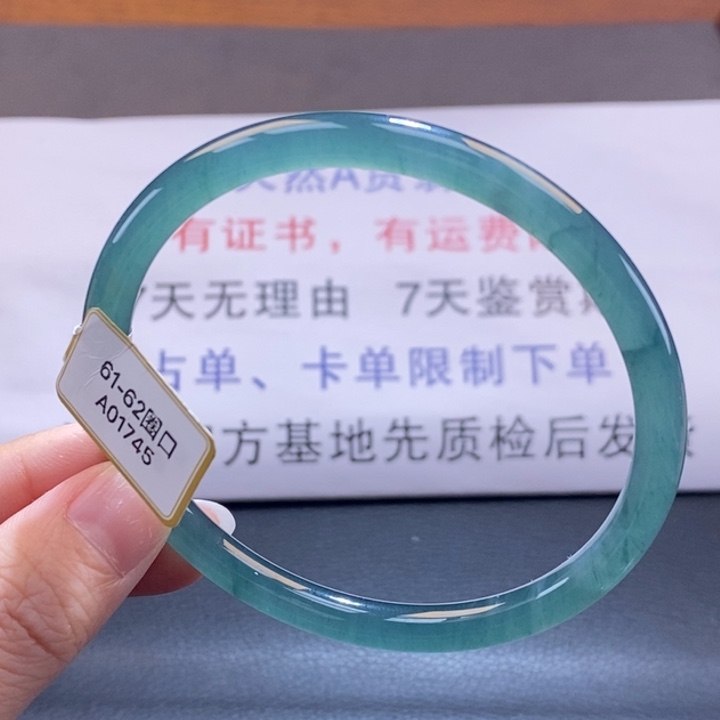 天然A货
有证书，有运费
7天无理由 7天鉴赏
占单、卡单限制下单
方基地先质检后发
61-62圈口
A01745